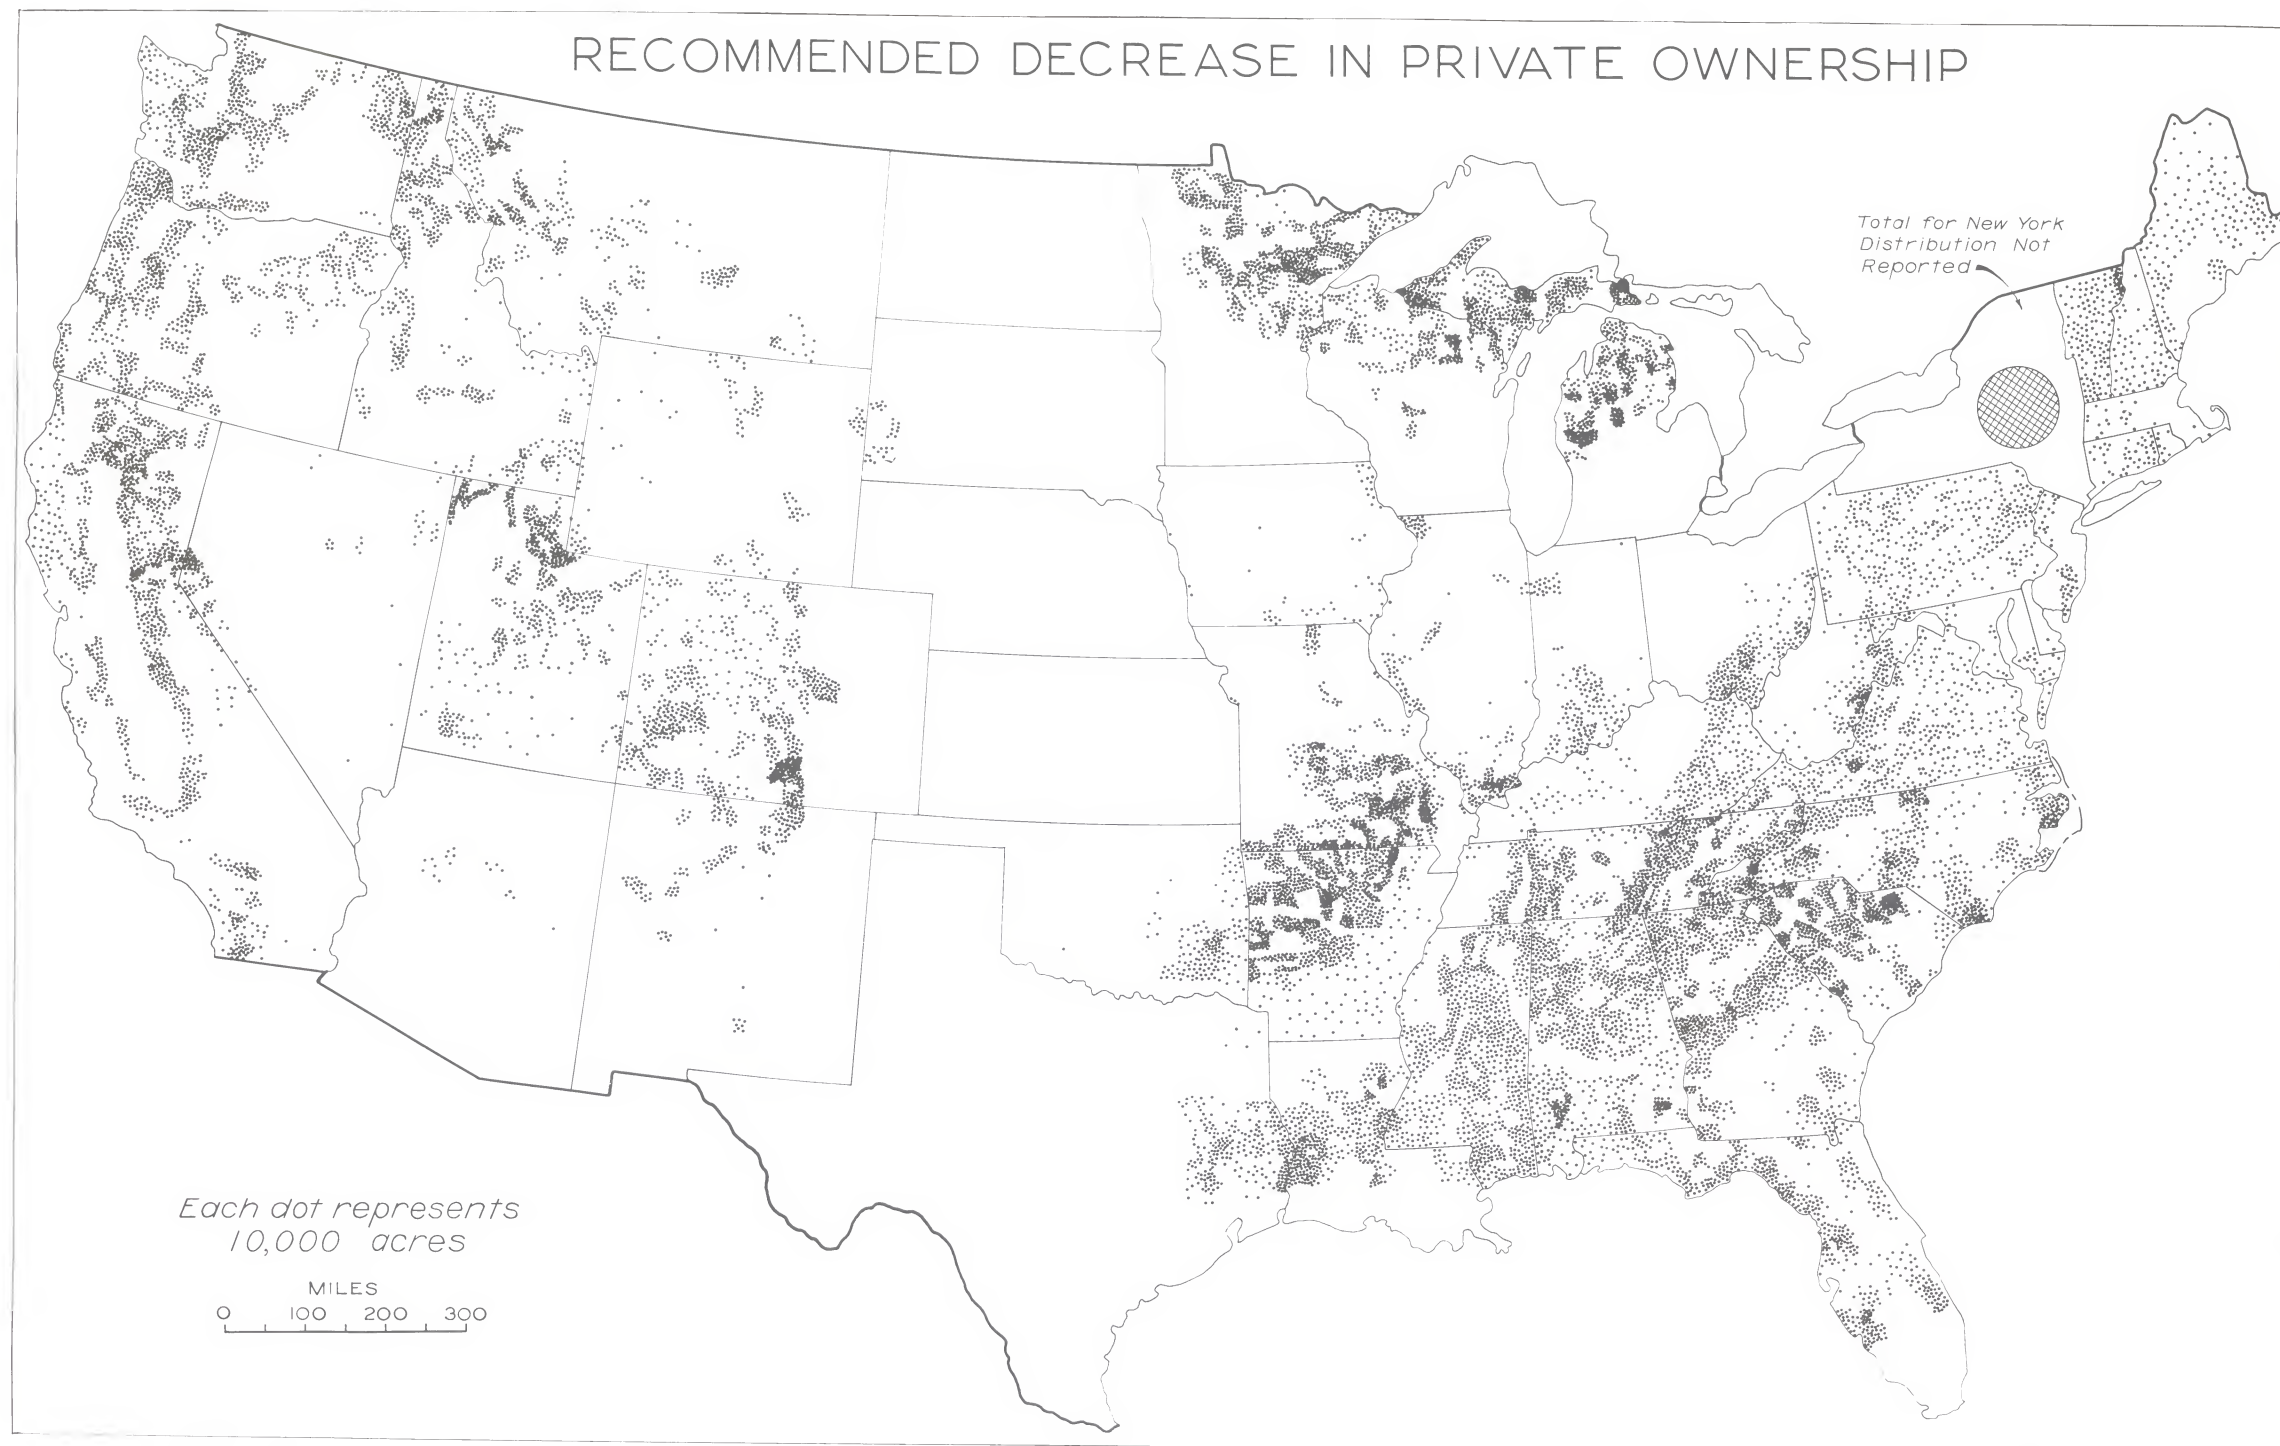 RECOMMENDED DECREASE IN PRIVATE OWNERSHIP
Total for New York
Distribution Not
Reported
Each dot represents
10,000 acres
MILES
0 100 200 300